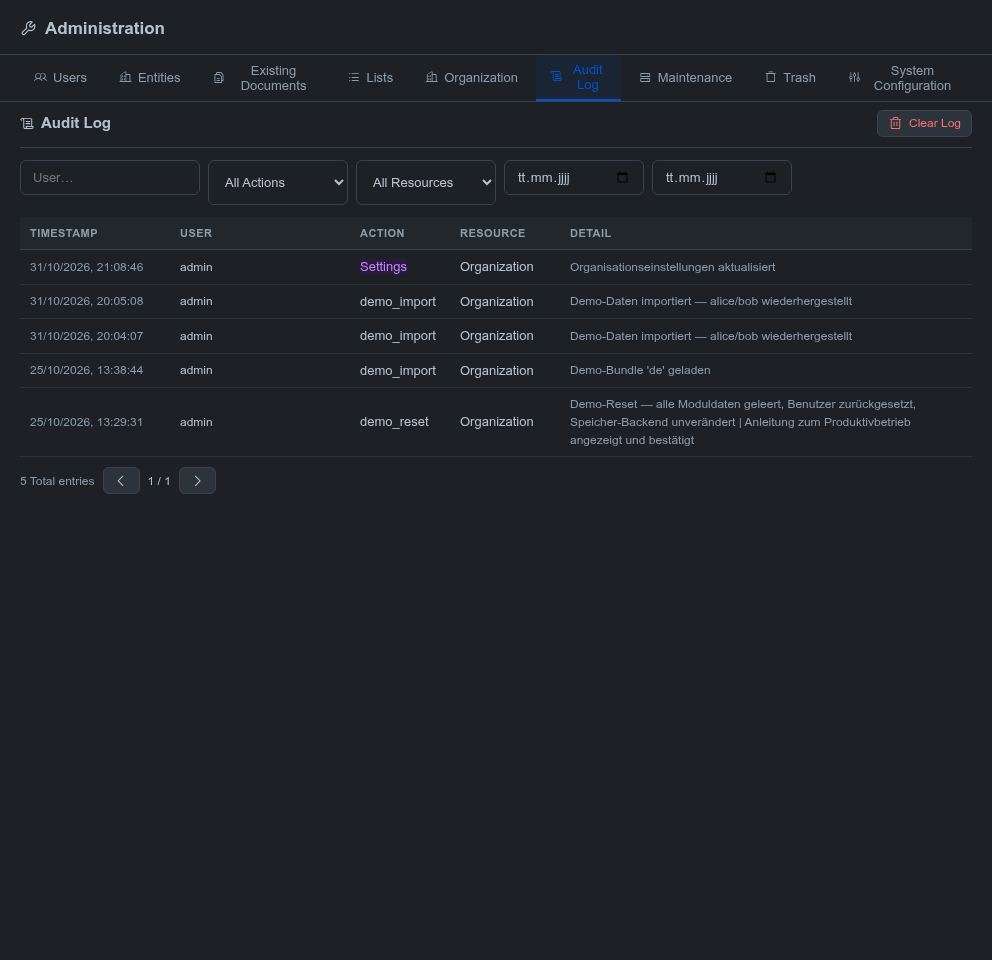 Administration
Users
Entities
Existing
Documents
Lists
Organization
Audit
Log
Maintenance
Trash
System
Configuration
Audit Log
Clear Log
User…
All Actions
All Resources
tt.mm.jjjj
tt.mm.jjjj
TIMESTAMP USER ACTION RESOURCE DETAIL
31/10/2026, 21:08:46 admin Settings Organization Organisationseinstellungen aktualisiert
31/10/2026, 20:05:08 admin demo_import Organization Demo-Daten importiert — alice/bob wiederhergestellt
31/10/2026, 20:04:07 admin demo_import Organization Demo-Daten importiert — alice/bob wiederhergestellt
25/10/2026, 13:38:44 admin demo_import Organization Demo-Bundle 'de' geladen
25/10/2026, 13:29:31 admin demo_reset Organization Demo-Reset — alle Moduldaten geleert, Benutzer zurückgesetzt,
Speicher-Backend unverändert | Anleitung zum Produktivbetrieb
angezeigt und bestätigt
5 Total entries 1 / 1